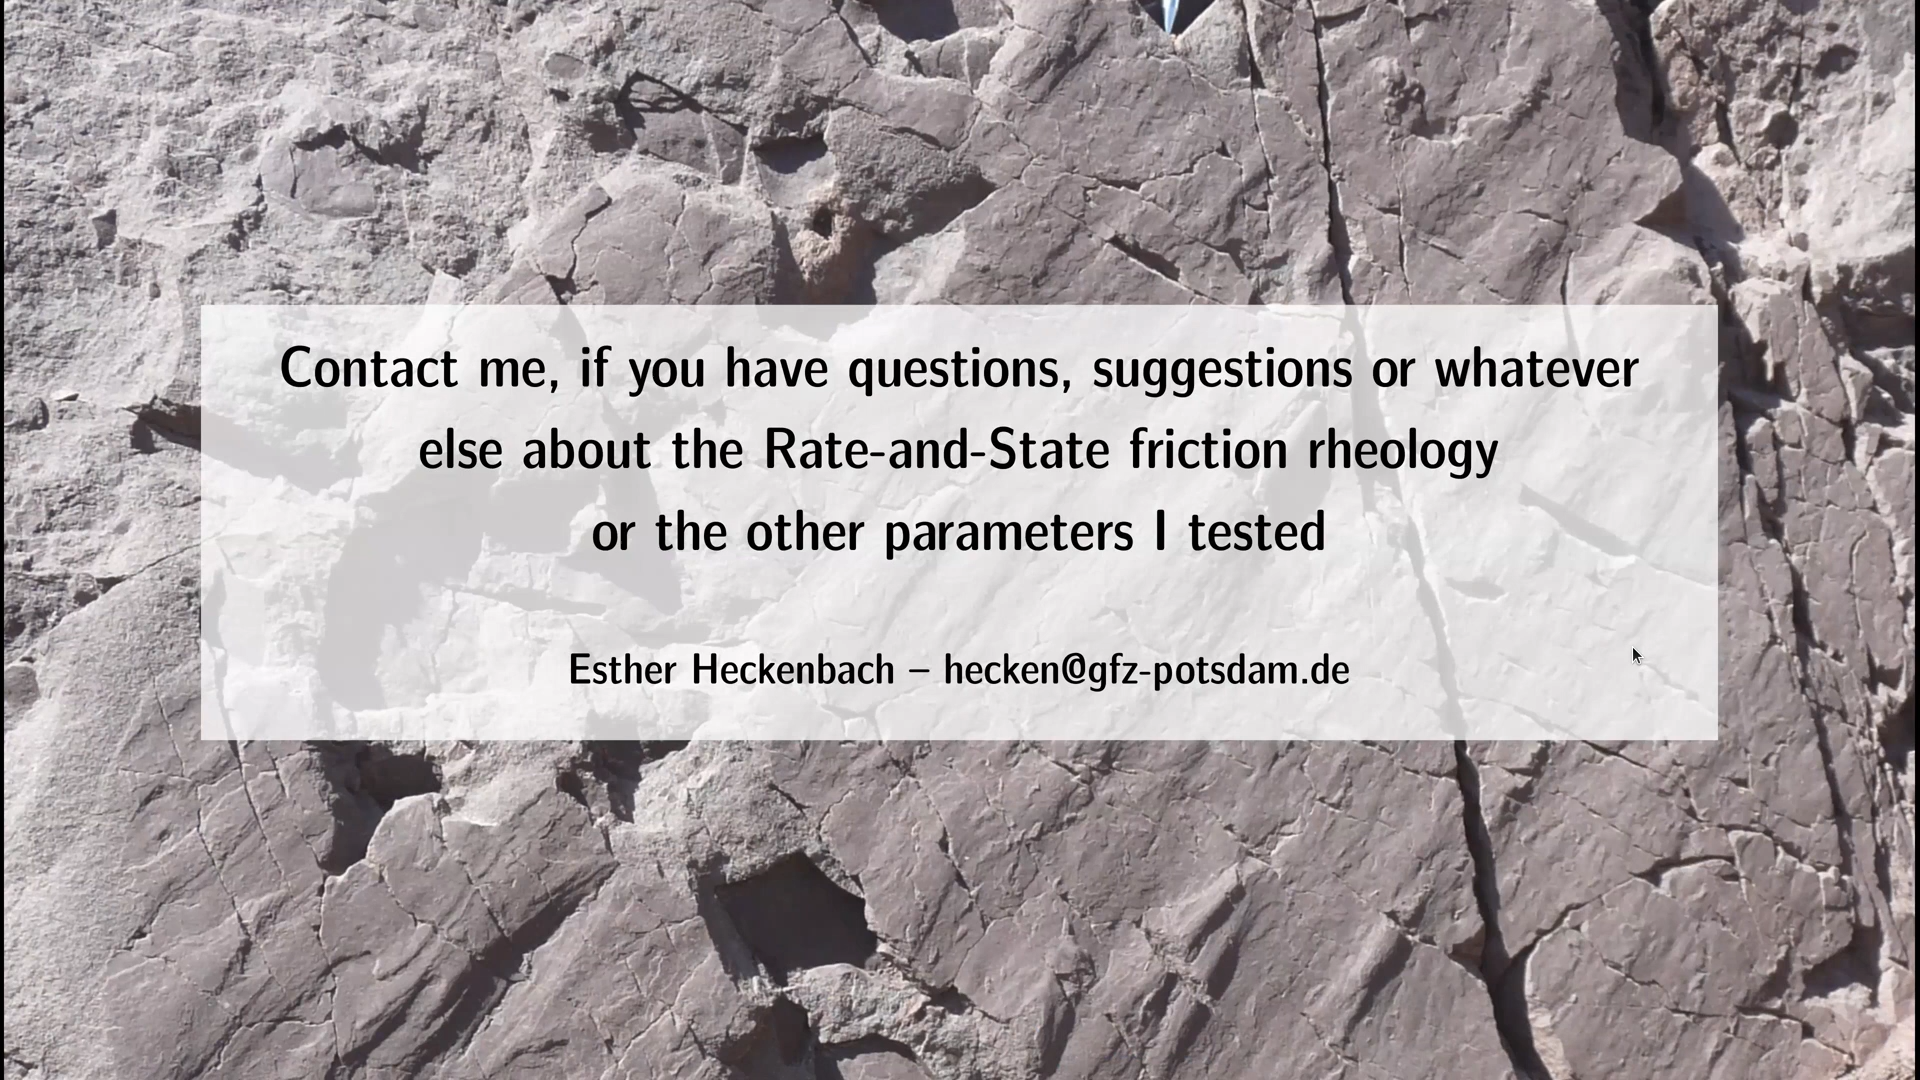 Contact me, if you have questions, suggestions or whatever
else about the Rate-and-State friction rheology
or the other parameters I tested
Esther Heckenbach – hecken@gfz-potsdam.de